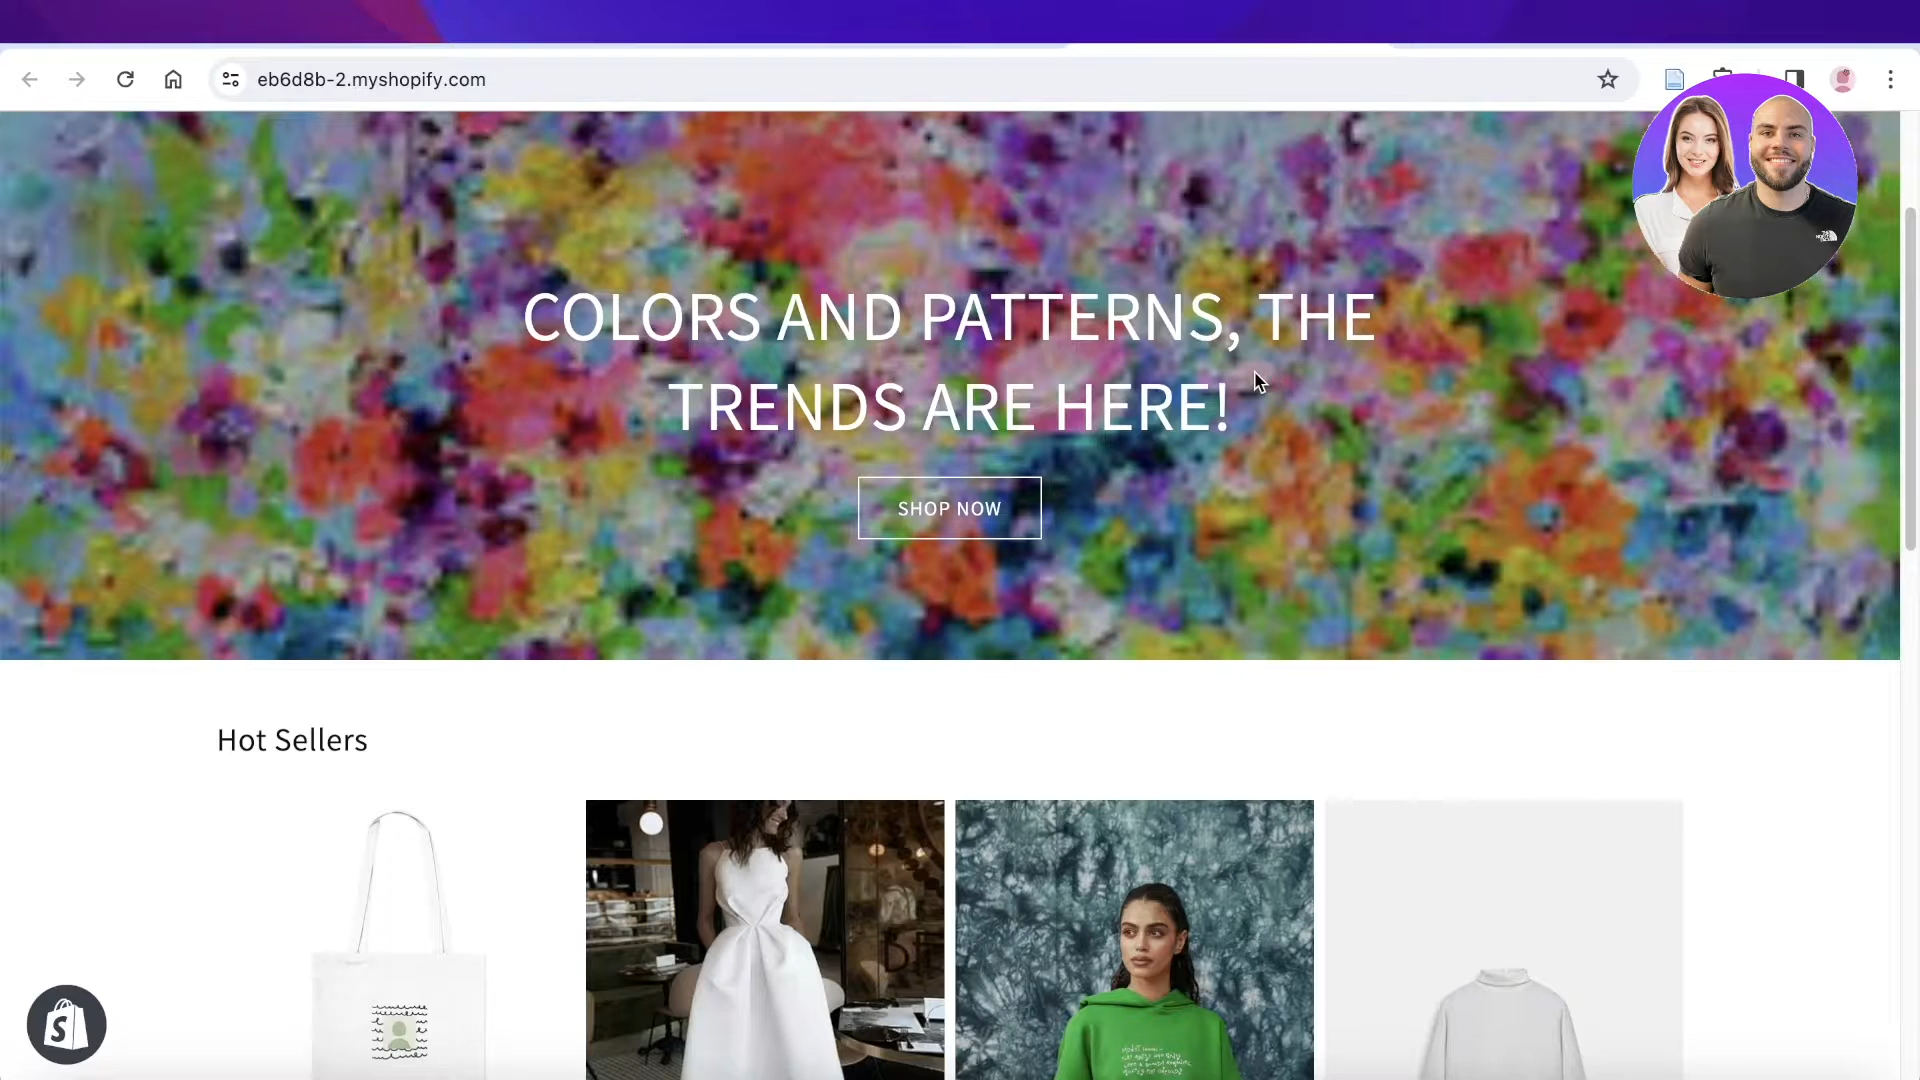 eb6d8b-2.myshopify.com
COLORS AND PATTERNS, THE
TRENDS ARE HERE!
SHOP NOW
Hot Sellers